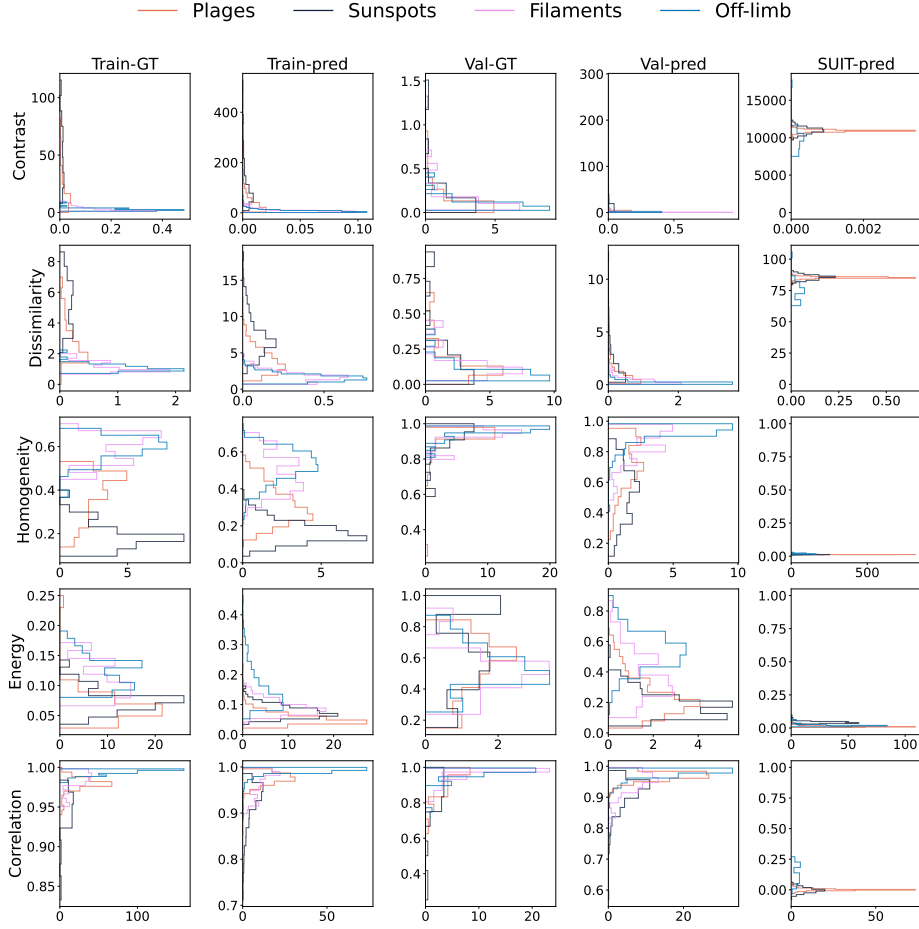 Plages Sunspots Filaments Off-limb
Train-GT Train-pred Val-GT Val-pred SUIT-pred
Contrast
100 50 0
400 200 0
1.5 1.0 0.5 0.0
300 250 200 150 100 50 0
15000 10000 5000 0
0.0 0.2 0.4
0.00 0.05 0.10
5
0.0 0.5
0.000 0.002
Dissimilarity
8 6 4 2 0
15 10 5 0
0.75 0.50 0.25 0.00
10 5 0
100 75 50 25 0
0 1 2
0.0 0.5
0 5 10
0 2
0.00 0.25 0.50
Homogeneity
0.6 0.4 0.2
0.6 0.4 0.2 0.0
1.0 0.8 0.6 0.4
1.0 0.8 0.6 0.4 0.2
1.00 0.75 0.50 0.25 0.00
0 5
0 5
0 10 20
0 5 10
0 500
Energy
0.25 0.20 0.15 0.10 0.05
0.4 0.3 0.2 0.1 0.0
1.0 0.8 0.6 0.4 0.2
0.8 0.6 0.4 0.2 0.0
1.00 0.75 0.50 0.25 0.00
0 10 20
0 10 20
2
0 2 4
0 50 100
Correlation
1.00 0.95 0.90 0.85
1.0 0.9 0.8 0.7
1.0 0.8 0.6 0.4
1.0 0.9 0.8 0.7 0.6
1.00 0.75 0.50 0.25 0.00
0 100
0 50
0 10 20
0 20
0 50